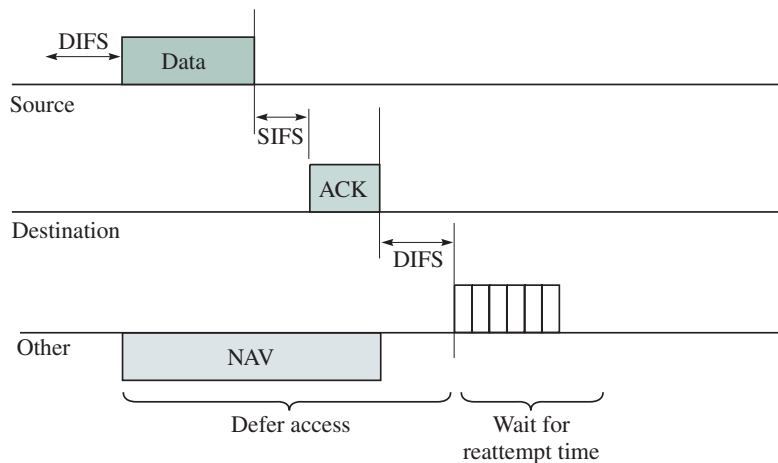 DIFS
Data
Source
SIFS
ACK
Destination
DIFS
Other
NAV
Defer access
Wait for
reattempt time